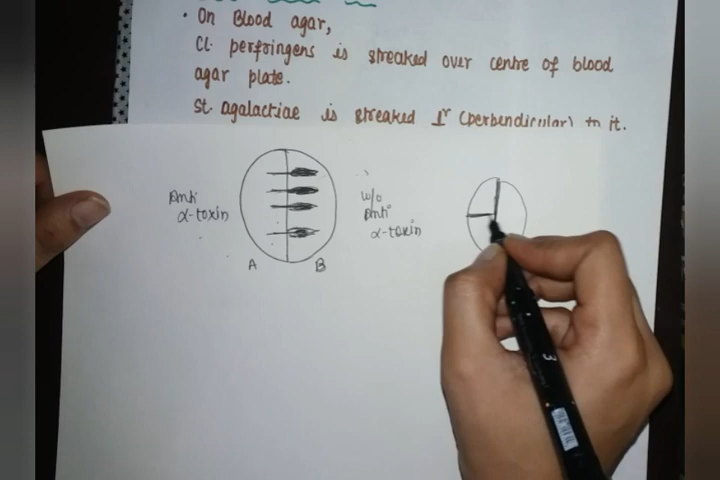 • On Blood agar,
Cl. perfringens is streaked over centre of blood
agar plate.
St. agalactiae is streaked ⊥r (perpendicular) to it.
Anti
α-toxin
w/o
Anti
α-toxin
A B
3